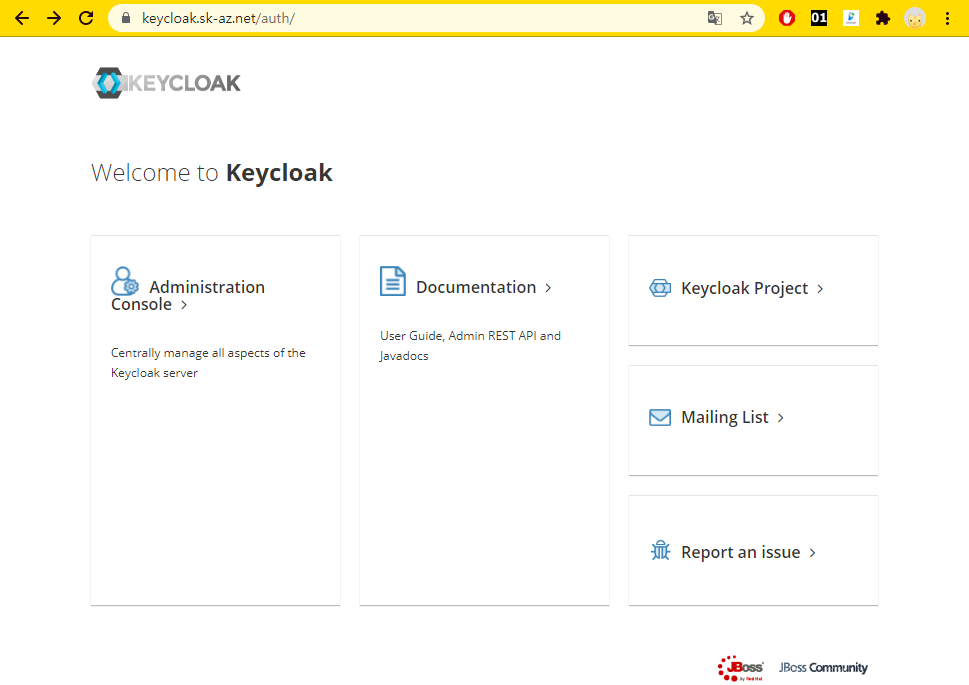 keycloak.sk-az.net/auth/
01
KEYCLOAK
Welcome to Keycloak
Administration
Console
Centrally manage all aspects of the
Keycloak server
Documentation
User Guide, Admin REST API and
Javadocs
Keycloak Project
Mailing List
Report an issue
JBoss
by Red Hat
JBoss Community